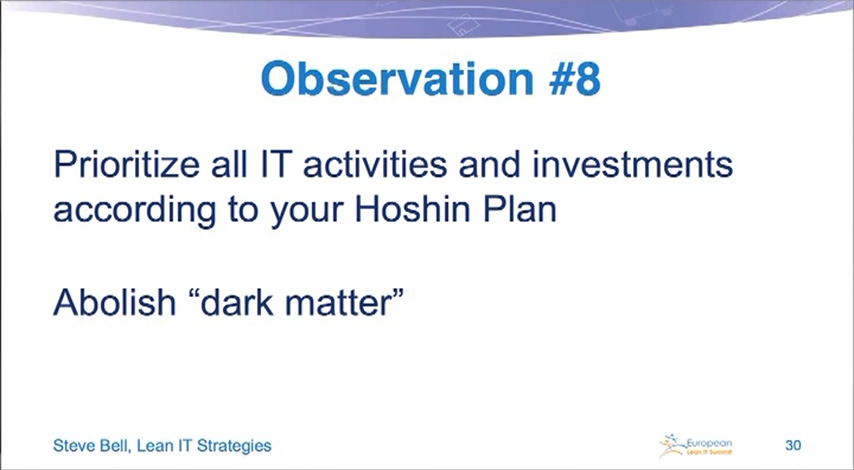 Observation #8
Prioritize all IT activities and investments
according to your Hoshin Plan
Abolish “dark matter”
Steve Bell, Lean IT Strategies
European
Lean IT Summit
30